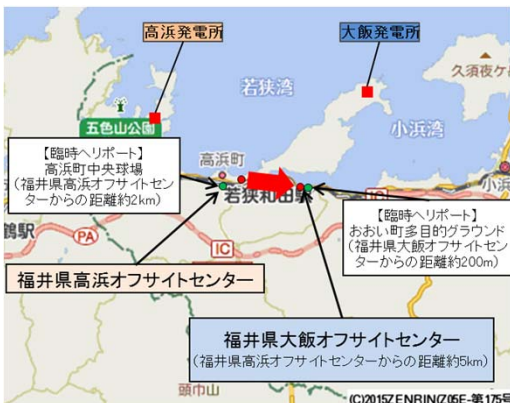 高浜発電所
大飯発電所
久須夜ケ
若狭湾
五色山公園
小浜湾
【臨時ヘリポート】
高浜町中央球場
(福井県高浜オフサイトセン
ターからの距離約2km)
高浜町
若狭和田駅
小浜
【臨時ヘリポート】
おおい町多目的グラウンド
(福井県大飯オフサイトセン
ターからの距離約200m)
鶴駅
PA
IC
福井県高浜オフサイトセンター
IC
福井県大飯オフサイトセンター
(福井県高浜オフサイトセンターからの距離約5km)
頭巾山
(C)2015ZENRIN(Z05E-第175号